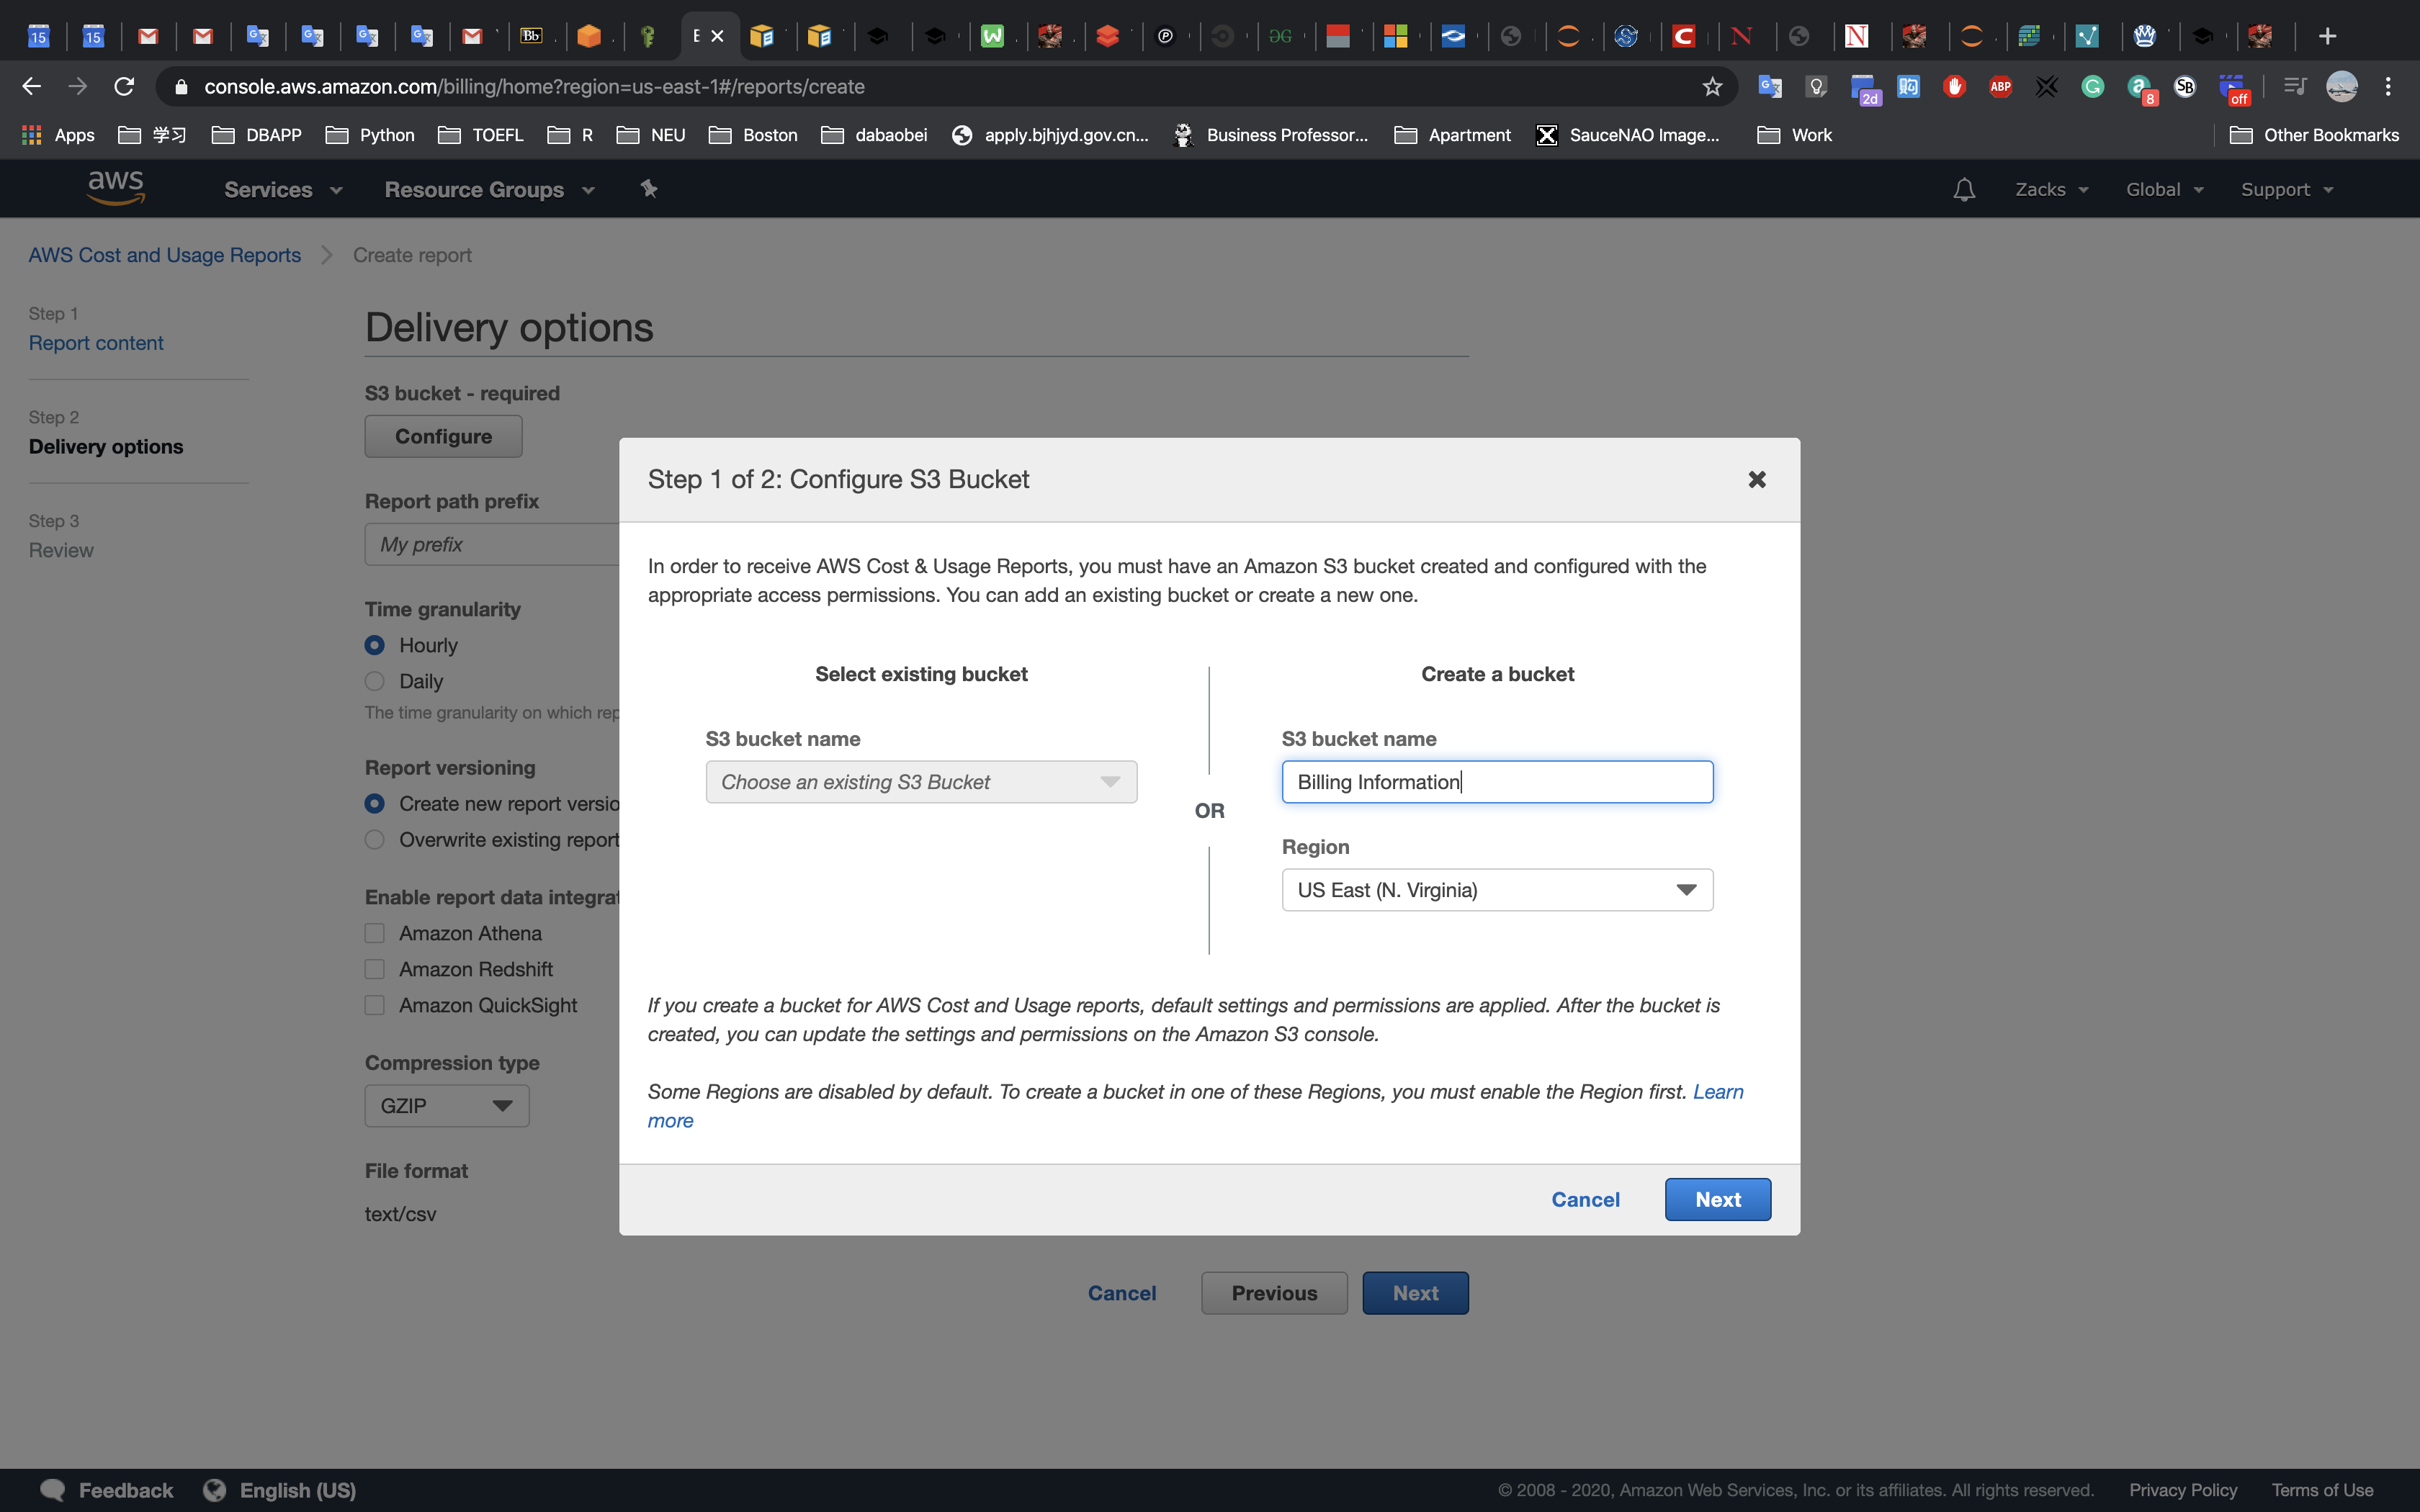 15
15
Bb
E
console.aws.amazon.com/billing/home?region=us-east-1#/reports/create
2d
ABP
8
SB
off
Apps
学习
DBAPP
Python
TOEFL
R
NEU
Boston
dabaobei
apply.bjhjyd.gov.cn...
Business Professor...
Apartment
SauceNAO Image...
Work
Other Bookmarks
aws
Services
Resource Groups
Zacks
Global
Support
AWS Cost and Usage Reports
Create report
Step 1
Report content
Step 2
Delivery options
Step 3
Review
Delivery options
S3 bucket - required
Configure
Report path prefix
My prefix
Time granularity
Hourly
Daily
The time granularity on which rep
Report versioning
Create new report versio
Overwrite existing report
Enable report data integrat
Amazon Athena
Amazon Redshift
Amazon QuickSight
Compression type
GZIP
File format
text/csv
Step 1 of 2: Configure S3 Bucket
In order to receive AWS Cost & Usage Reports, you must have an Amazon S3 bucket created and configured with the
appropriate access permissions. You can add an existing bucket or create a new one.
Select existing bucket
S3 bucket name
Choose an existing S3 Bucket
OR
Create a bucket
S3 bucket name
Billing Information
Region
US East (N. Virginia)
If you create a bucket for AWS Cost and Usage reports, default settings and permissions are applied. After the bucket is
created, you can update the settings and permissions on the Amazon S3 console.
Some Regions are disabled by default. To create a bucket in one of these Regions, you must enable the Region first. Learn
more
Cancel
Next
Cancel
Previous
Next
Feedback
English (US)
© 2008 - 2020, Amazon Web Services, Inc. or its affiliates. All rights reserved.
Privacy Policy
Terms of Use